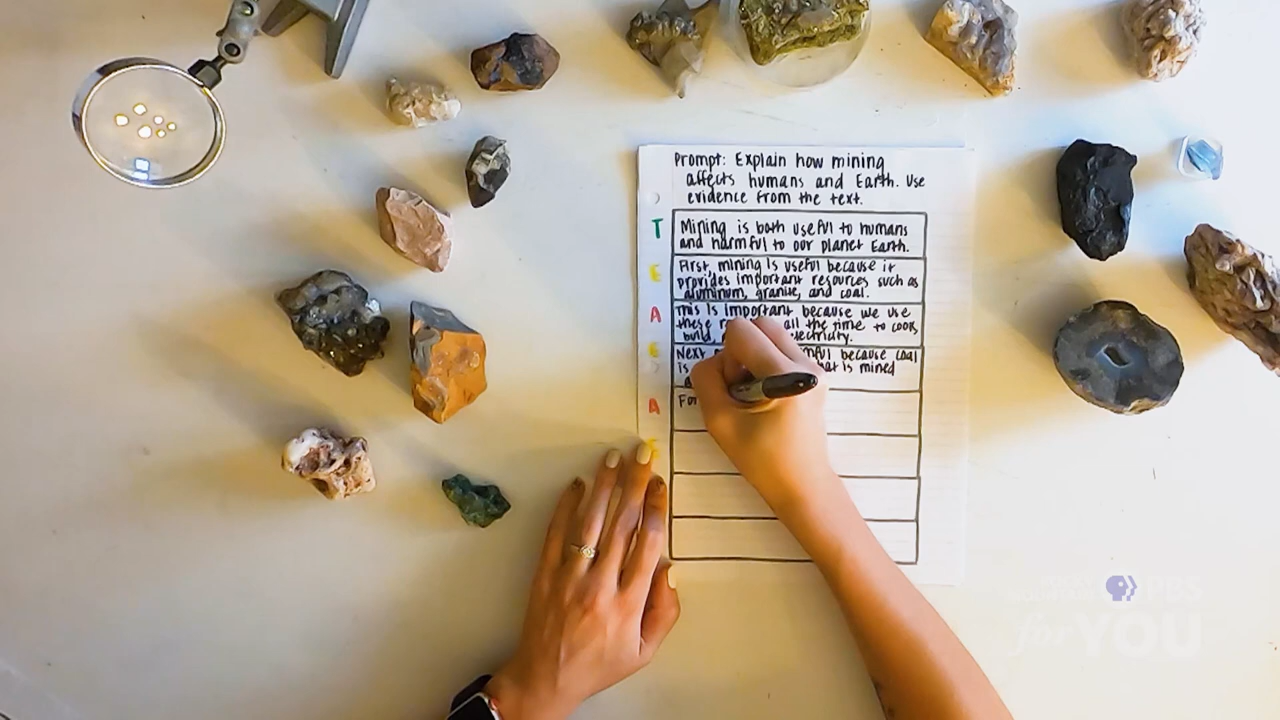 Prompt: Explain how mining
affects humans and Earth. Use
evidence from the text.
T
Mining is both useful to humans
and harmful to our planet Earth.
E
First, mining is useful because it
provides important resources such as
aluminum, granite, and coal.
A
This is important because we use
these all the time to cook,
build, electricity.
E
Next because coal
is that is mined
A
For
PBS
for YOU